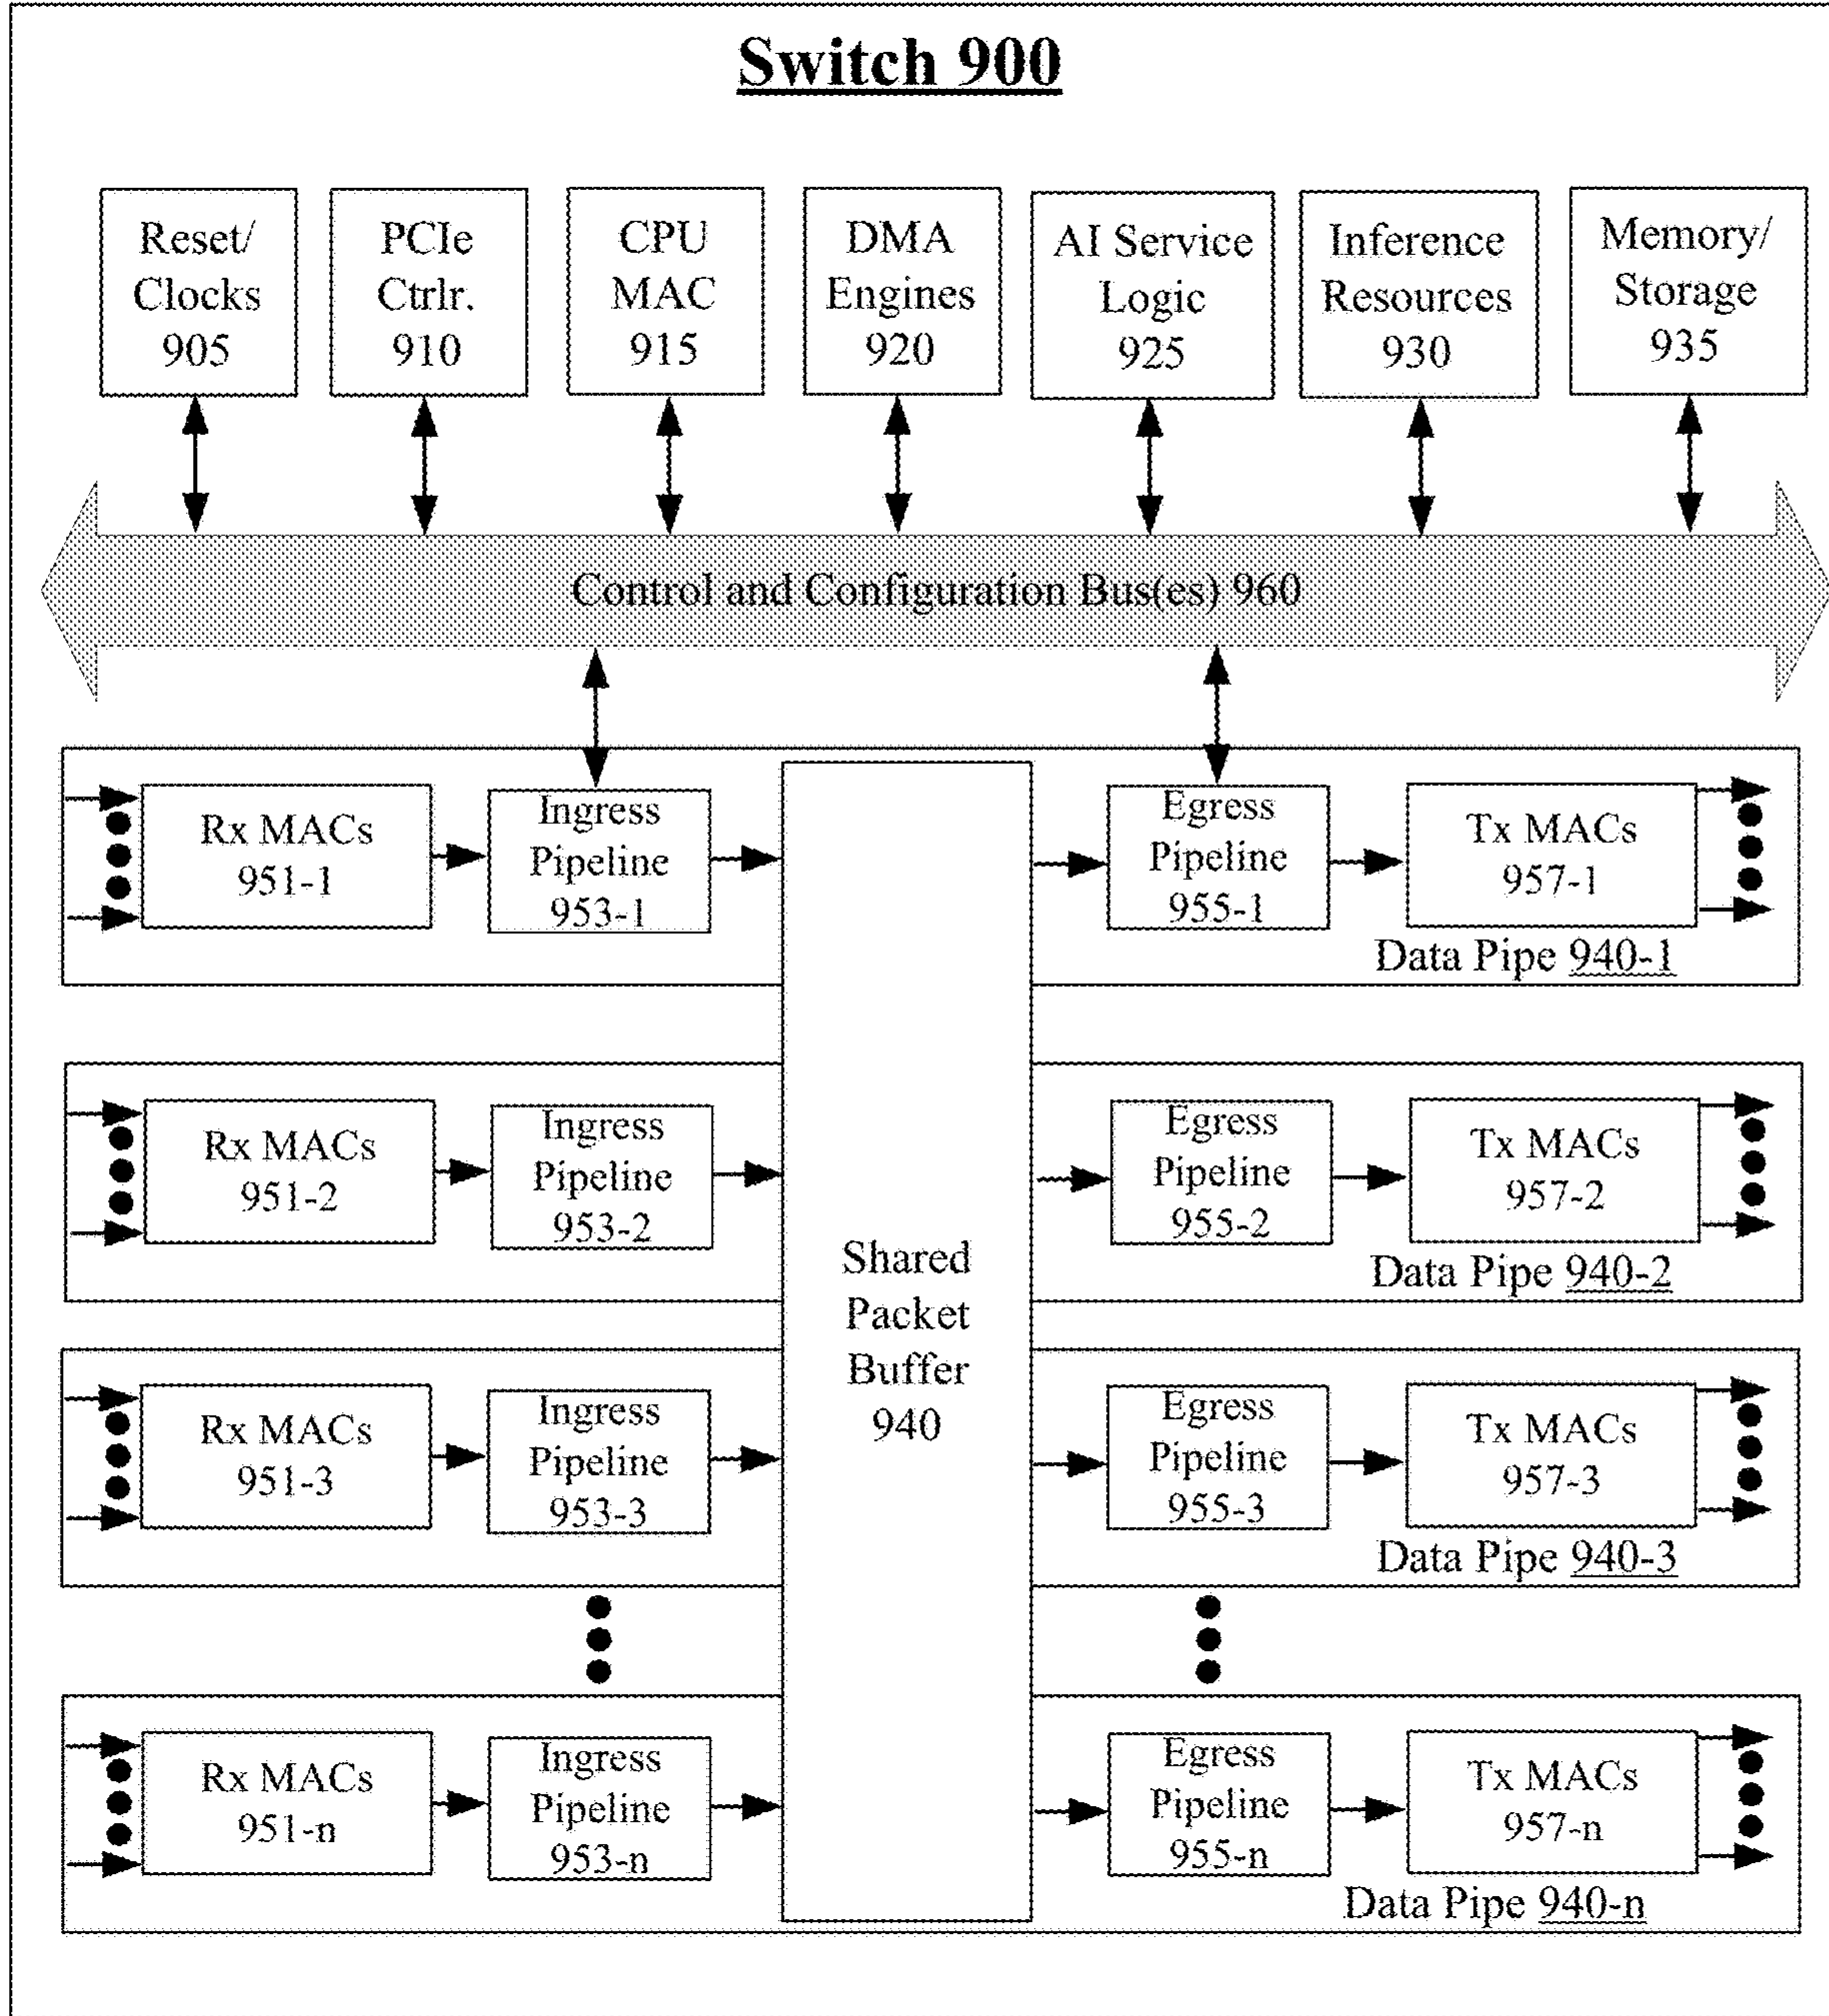 Switch 900
Reset/
Clocks
905
PCIe
Ctrlr.
910
CPU
MAC
915
DMA
Engines
920
AI Service
Logic
925
Inference
Resources
930
Memory/
Storage
935
Control and Configuration Bus(es) 960
Rx MACs
951-1
Ingress
Pipeline
953-1
Egress
Pipeline
955-1
Tx MACs
957-1
Data Pipe 940-1
Rx MACs
951-2
Ingress
Pipeline
953-2
Egress
Pipeline
955-2
Tx MACs
957-2
Data Pipe 940-2
Shared
Packet
Buffer
940
Rx MACs
951-3
Ingress
Pipeline
953-3
Egress
Pipeline
955-3
Tx MACs
957-3
Data Pipe 940-3
Rx MACs
951-n
Ingress
Pipeline
953-n
Egress
Pipeline
955-n
Tx MACs
957-n
Data Pipe 940-n